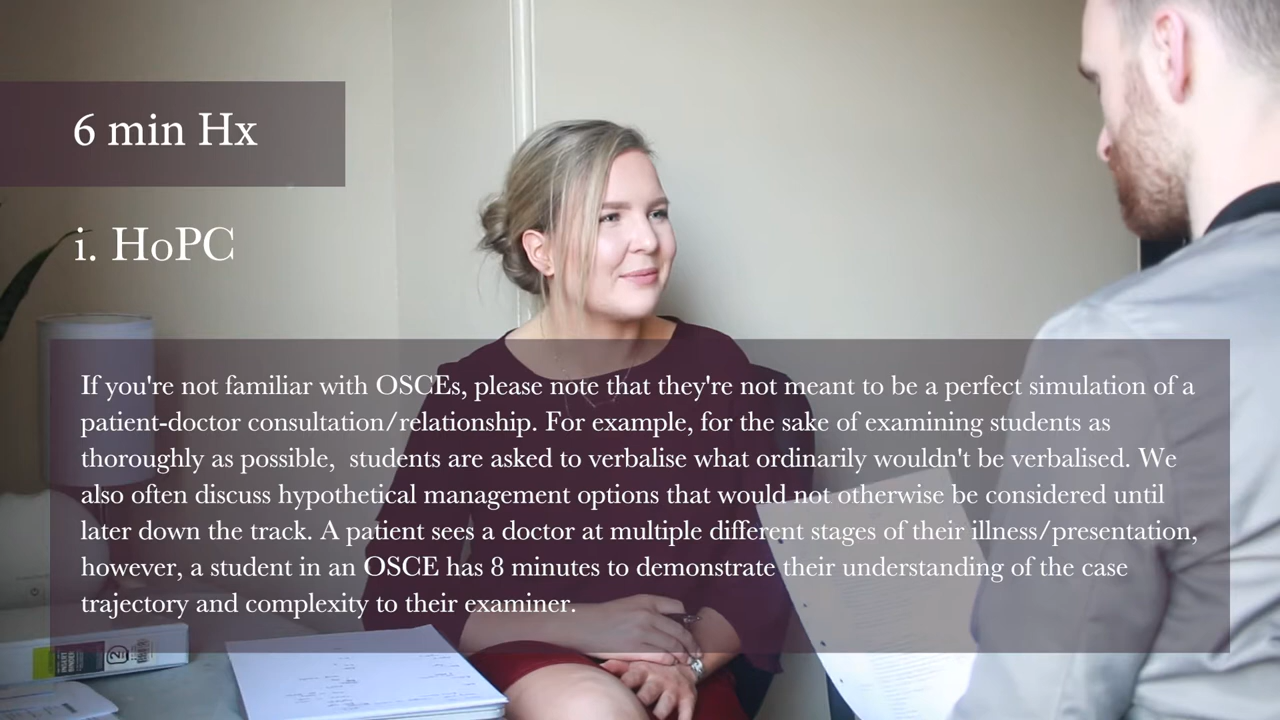 6 min Hx
i. HoPC
If you're not familiar with OSCEs, please note that they're not meant to be a perfect simulation of a
patient-doctor consultation/relationship. For example, for the sake of examining students as
thoroughly as possible,  students are asked to verbalise what ordinarily wouldn't be verbalised. We
also often discuss hypothetical management options that would not otherwise be considered until
later down the track. A patient sees a doctor at multiple different stages of their illness/presentation,
however, a student in an OSCE has 8 minutes to demonstrate their understanding of the case
trajectory and complexity to their examiner.